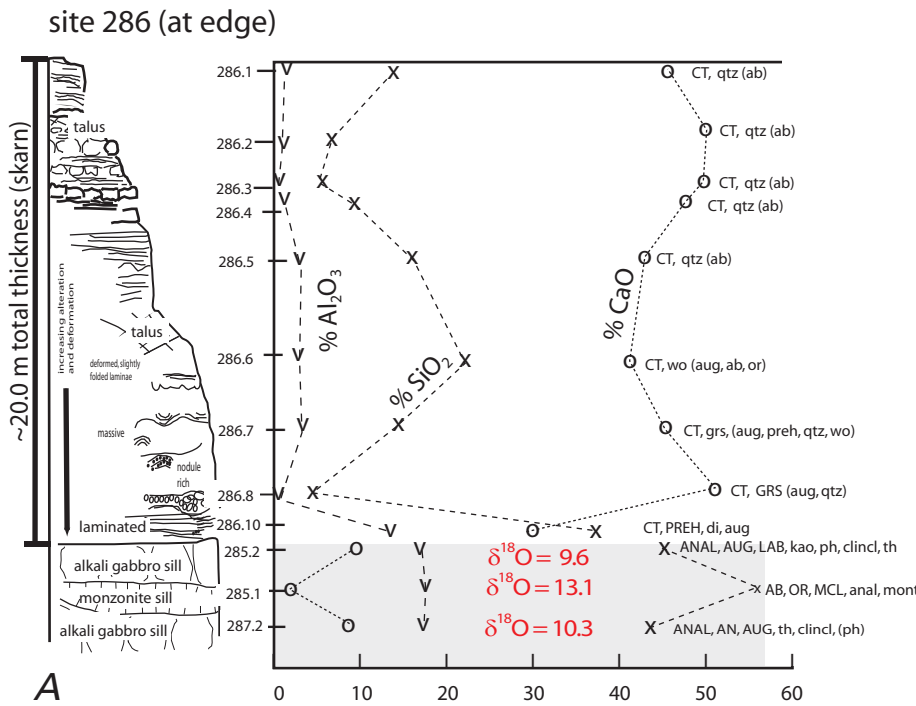 site 286 (at edge)
~20.0 m total thickness (skarn)
talus
increasing alteration
and deformation
talus
deformed, slightly
folded laminae
massive
nodule
rich
laminated
alkali gabbro sill
monzonite sill
alkali gabbro sill
286.1
286.2
286.3
286.4
286.5
286.6
286.7
286.8
286.10
285.2
285.1
287.2
% Al₂O₃
% SiO₂
% CaO
CT, qtz (ab)
CT, qtz (ab)
CT, qtz (ab)
CT, qtz (ab)
CT, qtz (ab)
CT, wo (aug, ab, or)
CT, grs, (aug, preh, qtz, wo)
CT, GRS (aug, qtz)
CT, PREH, di, aug
ANAL, AUG, LAB, kao, ph, clincl, th
AB, OR, MCL, anal, mont
ANAL, AN, AUG, th, clincl, (ph)
δ¹⁸O = 9.6
δ¹⁸O = 13.1
δ¹⁸O = 10.3
0 10 20 30 40 50 60
A